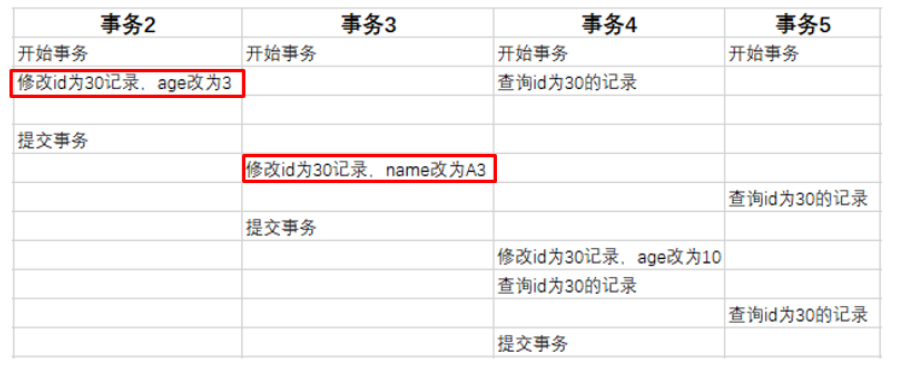 事务2 事务3 事务4 事务5
开始事务 开始事务 开始事务 开始事务
修改id为30记录，age改为3 查询id为30的记录
提交事务
修改id为30记录，name改为A3
查询id为30的记录
提交事务
修改id为30记录，age改为10
查询id为30的记录
查询id为30的记录
提交事务